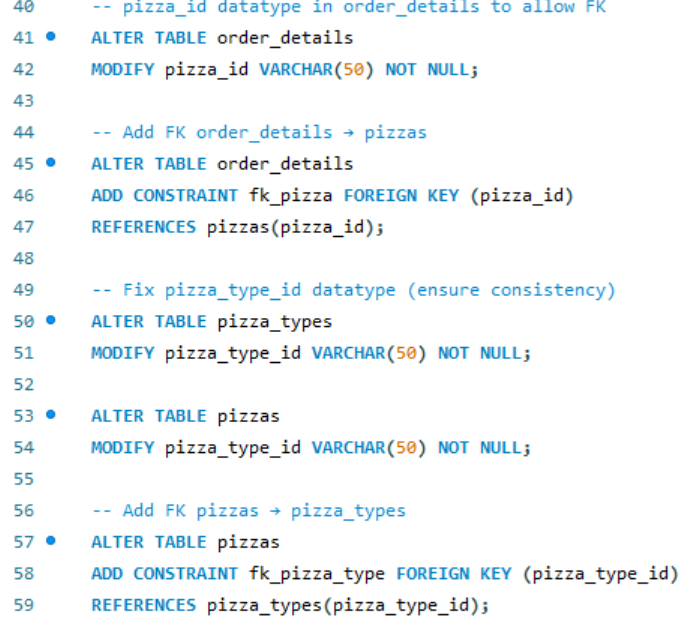 40 -- pizza_id datatype in order_details to allow FK
41 ALTER TABLE order_details
42 MODIFY pizza_id VARCHAR(50) NOT NULL;
43
44 -- Add FK order_details → pizzas
45 ALTER TABLE order_details
46 ADD CONSTRAINT fk_pizza FOREIGN KEY (pizza_id)
47 REFERENCES pizzas(pizza_id);
48
49 -- Fix pizza_type_id datatype (ensure consistency)
50 ALTER TABLE pizza_types
51 MODIFY pizza_type_id VARCHAR(50) NOT NULL;
52
53 ALTER TABLE pizzas
54 MODIFY pizza_type_id VARCHAR(50) NOT NULL;
55
56 -- Add FK pizzas → pizza_types
57 ALTER TABLE pizzas
58 ADD CONSTRAINT fk_pizza_type FOREIGN KEY (pizza_type_id)
59 REFERENCES pizza_types(pizza_type_id);